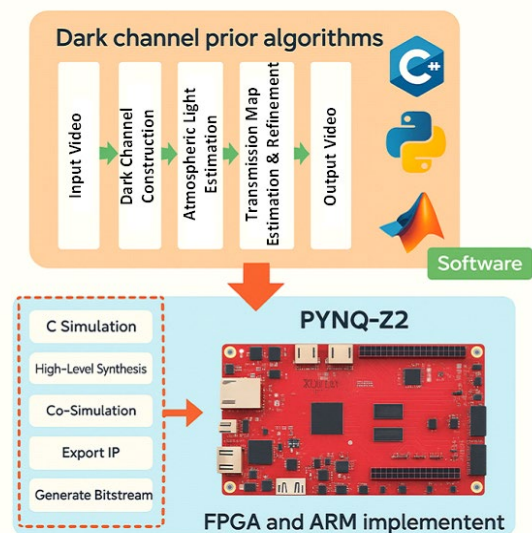 Dark channel prior algorithms
C++
Input Video
Dark Channel
Construction
Atmospheric Light
Estimation
Transmission Map
Estimation & Refinement
Output Video
Software
C Simulation
High-Level Synthesis
Co-Simulation
Export IP
Generate Bitstream
PYNQ-Z2
FPGA and ARM implementent